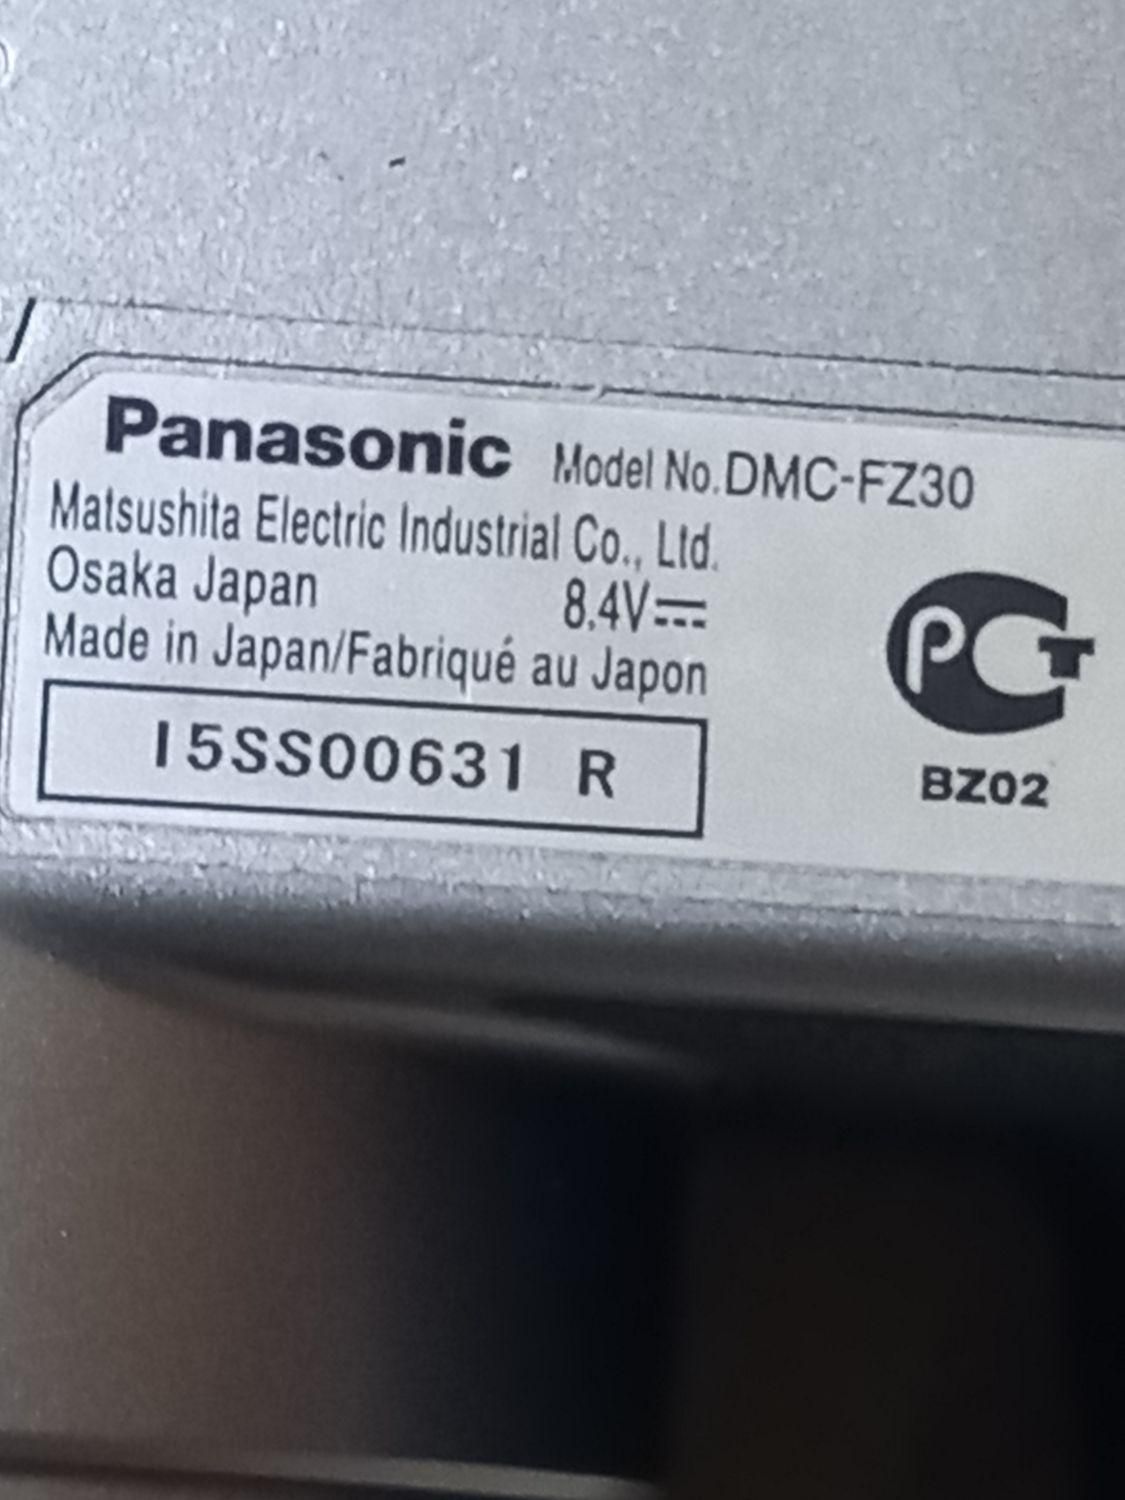 Panasonic Model No.DMC-FZ30
Matsushita Electric Industrial Co., Ltd.
Osaka Japan 8.4V⎓
Made in Japan/Fabriqué au Japon
I5SS00631 R
РСТ
BZ02